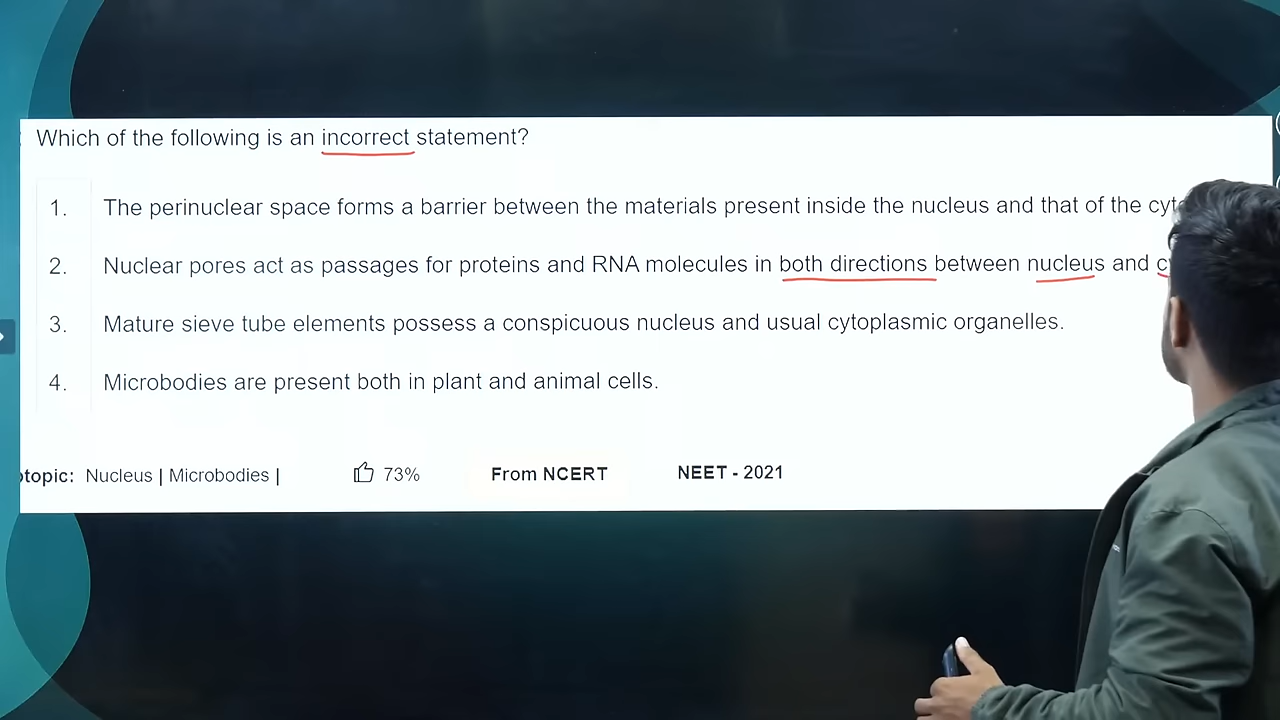 Which of the following is an incorrect statement?
1. The perinuclear space forms a barrier between the materials present inside the nucleus and that of the
2. Nuclear pores act as passages for proteins and RNA molecules in both directions between nucleus and
3. Mature sieve tube elements possess a conspicuous nucleus and usual cytoplasmic organelles.
4. Microbodies are present both in plant and animal cells.
Nucleus | Microbodies | 73% From NCERT NEET - 2021